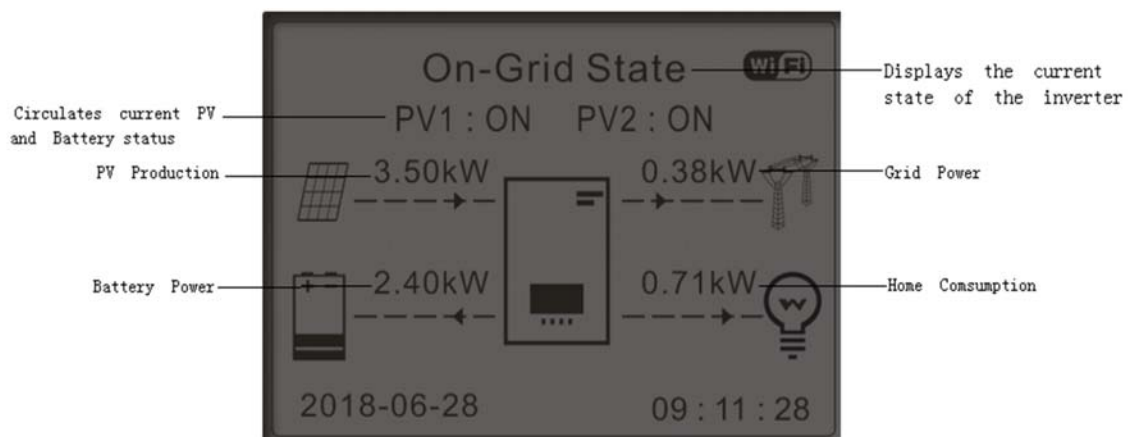 On-Grid State
WiFi
Displays the current
state of the inverter
Circulates current PV
and Battery status
PV1 : ON PV2 : ON
PV Production
3.50kW
0.38kW
Grid Power
Battery Power
2.40kW
0.71kW
Home Comsumption
2018-06-28
09 : 11 : 28